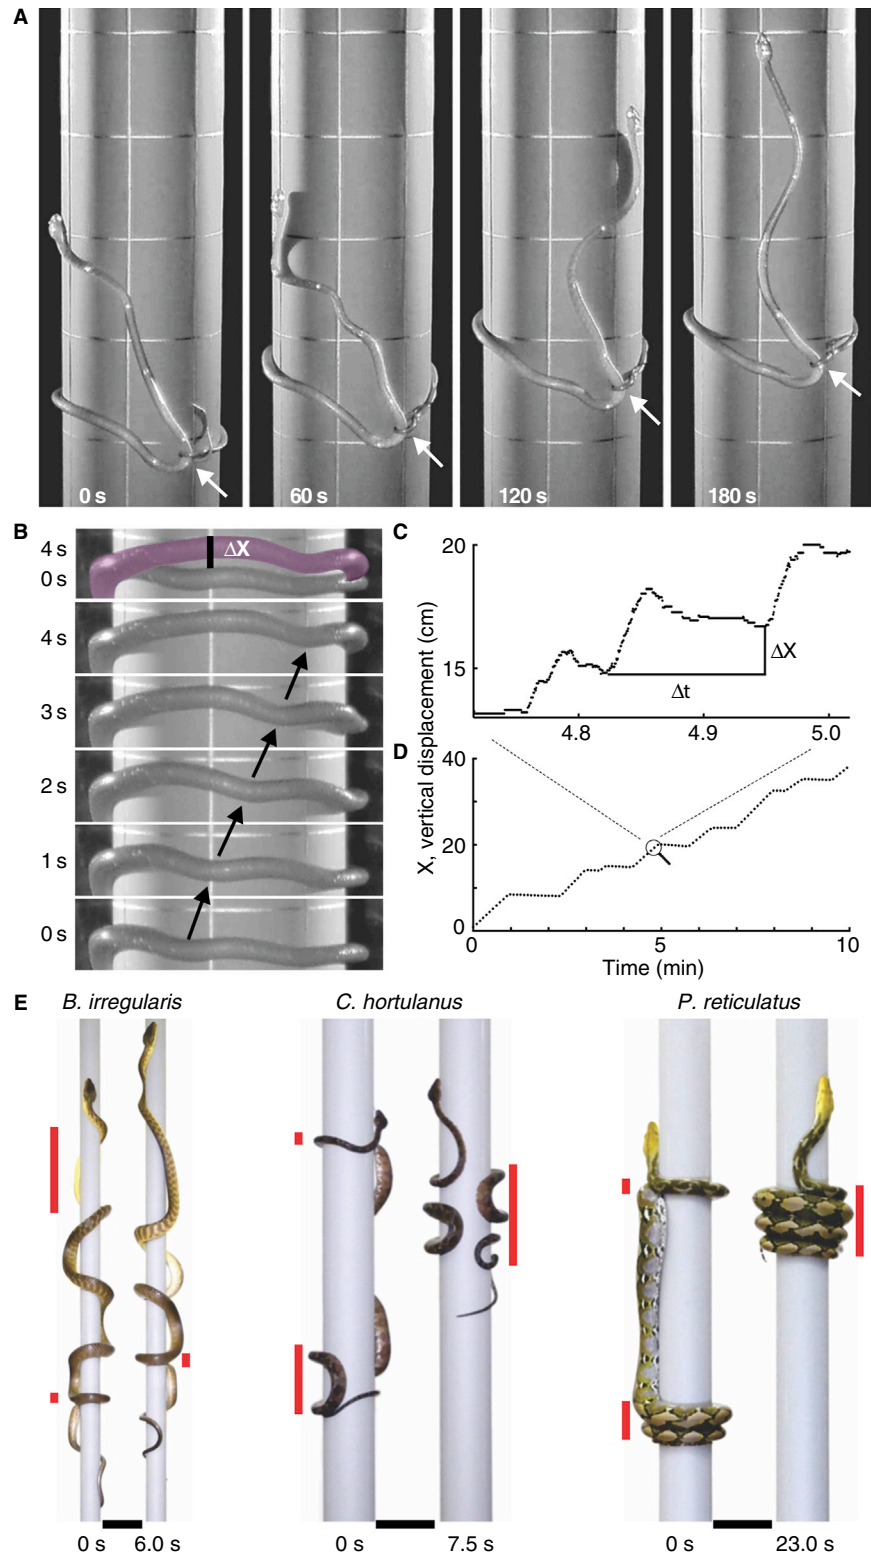 A
0 s
60 s
120 s
180 s
B
4 s
0 s
ΔX
4 s
3 s
2 s
1 s
0 s
C
20
15
ΔX
Δt
4.8
4.9
5.0
X, vertical displacement (cm)
D
40
20
0
0
5
10
Time (min)
E
B. irregularis
C. hortulanus
P. reticulatus
0 s
6.0 s
0 s
7.5 s
0 s
23.0 s